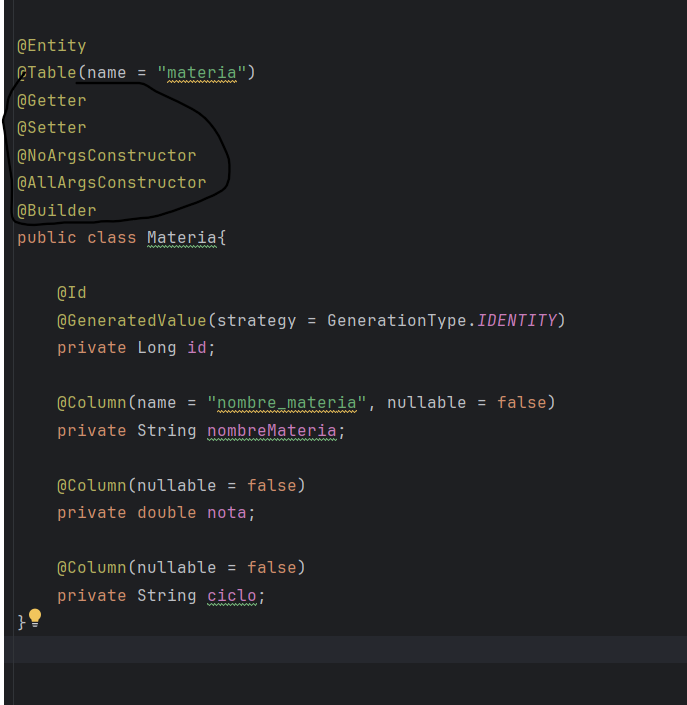 @Entity
@Table(name = "materia")
@Getter
@Setter
@NoArgsConstructor
@AllArgsConstructor
@Builder
public class Materia{
@Id
@GeneratedValue(strategy = GenerationType.IDENTITY)
private Long id;
@Column(name = "nombre_materia", nullable = false)
private String nombreMateria;
@Column(nullable = false)
private double nota;
@Column(nullable = false)
private String ciclo;
}